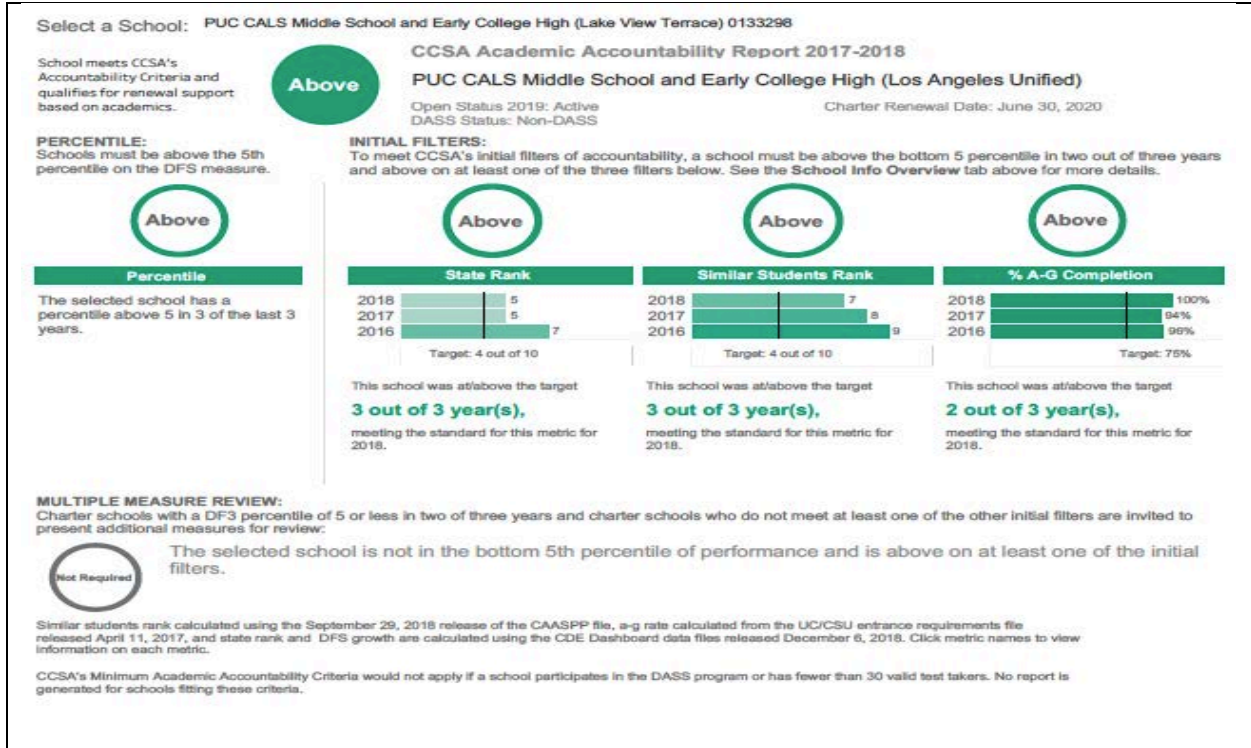 Select a School: PUC CALS Middle School and Early College High (Lake View Terrace) 0133298
School meets CCSA's
Accountability Criteria and
qualifies for renewal support
based on academics.
Above
CCSA Academic Accountability Report 2017-2018
PUC CALS Middle School and Early College High (Los Angeles Unified)
Open Status 2019: Active
Charter Renewal Date: June 30, 2020
DASS Status: Non-DASS
PERCENTILE:
Schools must be above the 5th
percentile on the DFS measure.
Above
Percentile
The selected school has a
percentile above 5 in 3 of the last 3
years.
INITIAL FILTERS:
To meet CCSA's initial filters of accountability, a school must be above the bottom 5 percentile in two out of three years
and above on at least one of the three filters below. See the School Info Overview tab above for more details.
Above
State Rank
2018 5
2017 5
2016 7
Target: 4 out of 10
This school was at/above the target
3 out of 3 year(s),
meeting the standard for this metric for
2018.
Above
Similar Students Rank
2018 7
2017 8
2016 9
Target: 4 out of 10
This school was at/above the target
3 out of 3 year(s),
meeting the standard for this metric for
2018.
Above
% A-G Completion
2018 100%
2017 94%
2016 96%
Target: 75%
This school was at/above the target
2 out of 3 year(s),
meeting the standard for this metric for
2018.
MULTIPLE MEASURE REVIEW:
Charter schools with a DF3 percentile of 5 or less in two of three years and charter schools who do not meet at least one of the other initial filters are invited to
present additional measures for review:
Not Required
The selected school is not in the bottom 5th percentile of performance and is above on at least one of the initial
filters.
Similar students rank calculated using the September 29, 2018 release of the CAASPP file, a-g rate calculated from the UC/CSU entrance requirements file
released April 11, 2017, and state rank and DFS growth are calculated using the CDE Dashboard data files released December 6, 2018. Click metric names to view
information on each metric.
CCSA's Minimum Academic Accountability Criteria would not apply if a school participates in the DASS program or has fewer than 30 valid test takers. No report is
generated for schools fitting these criteria.